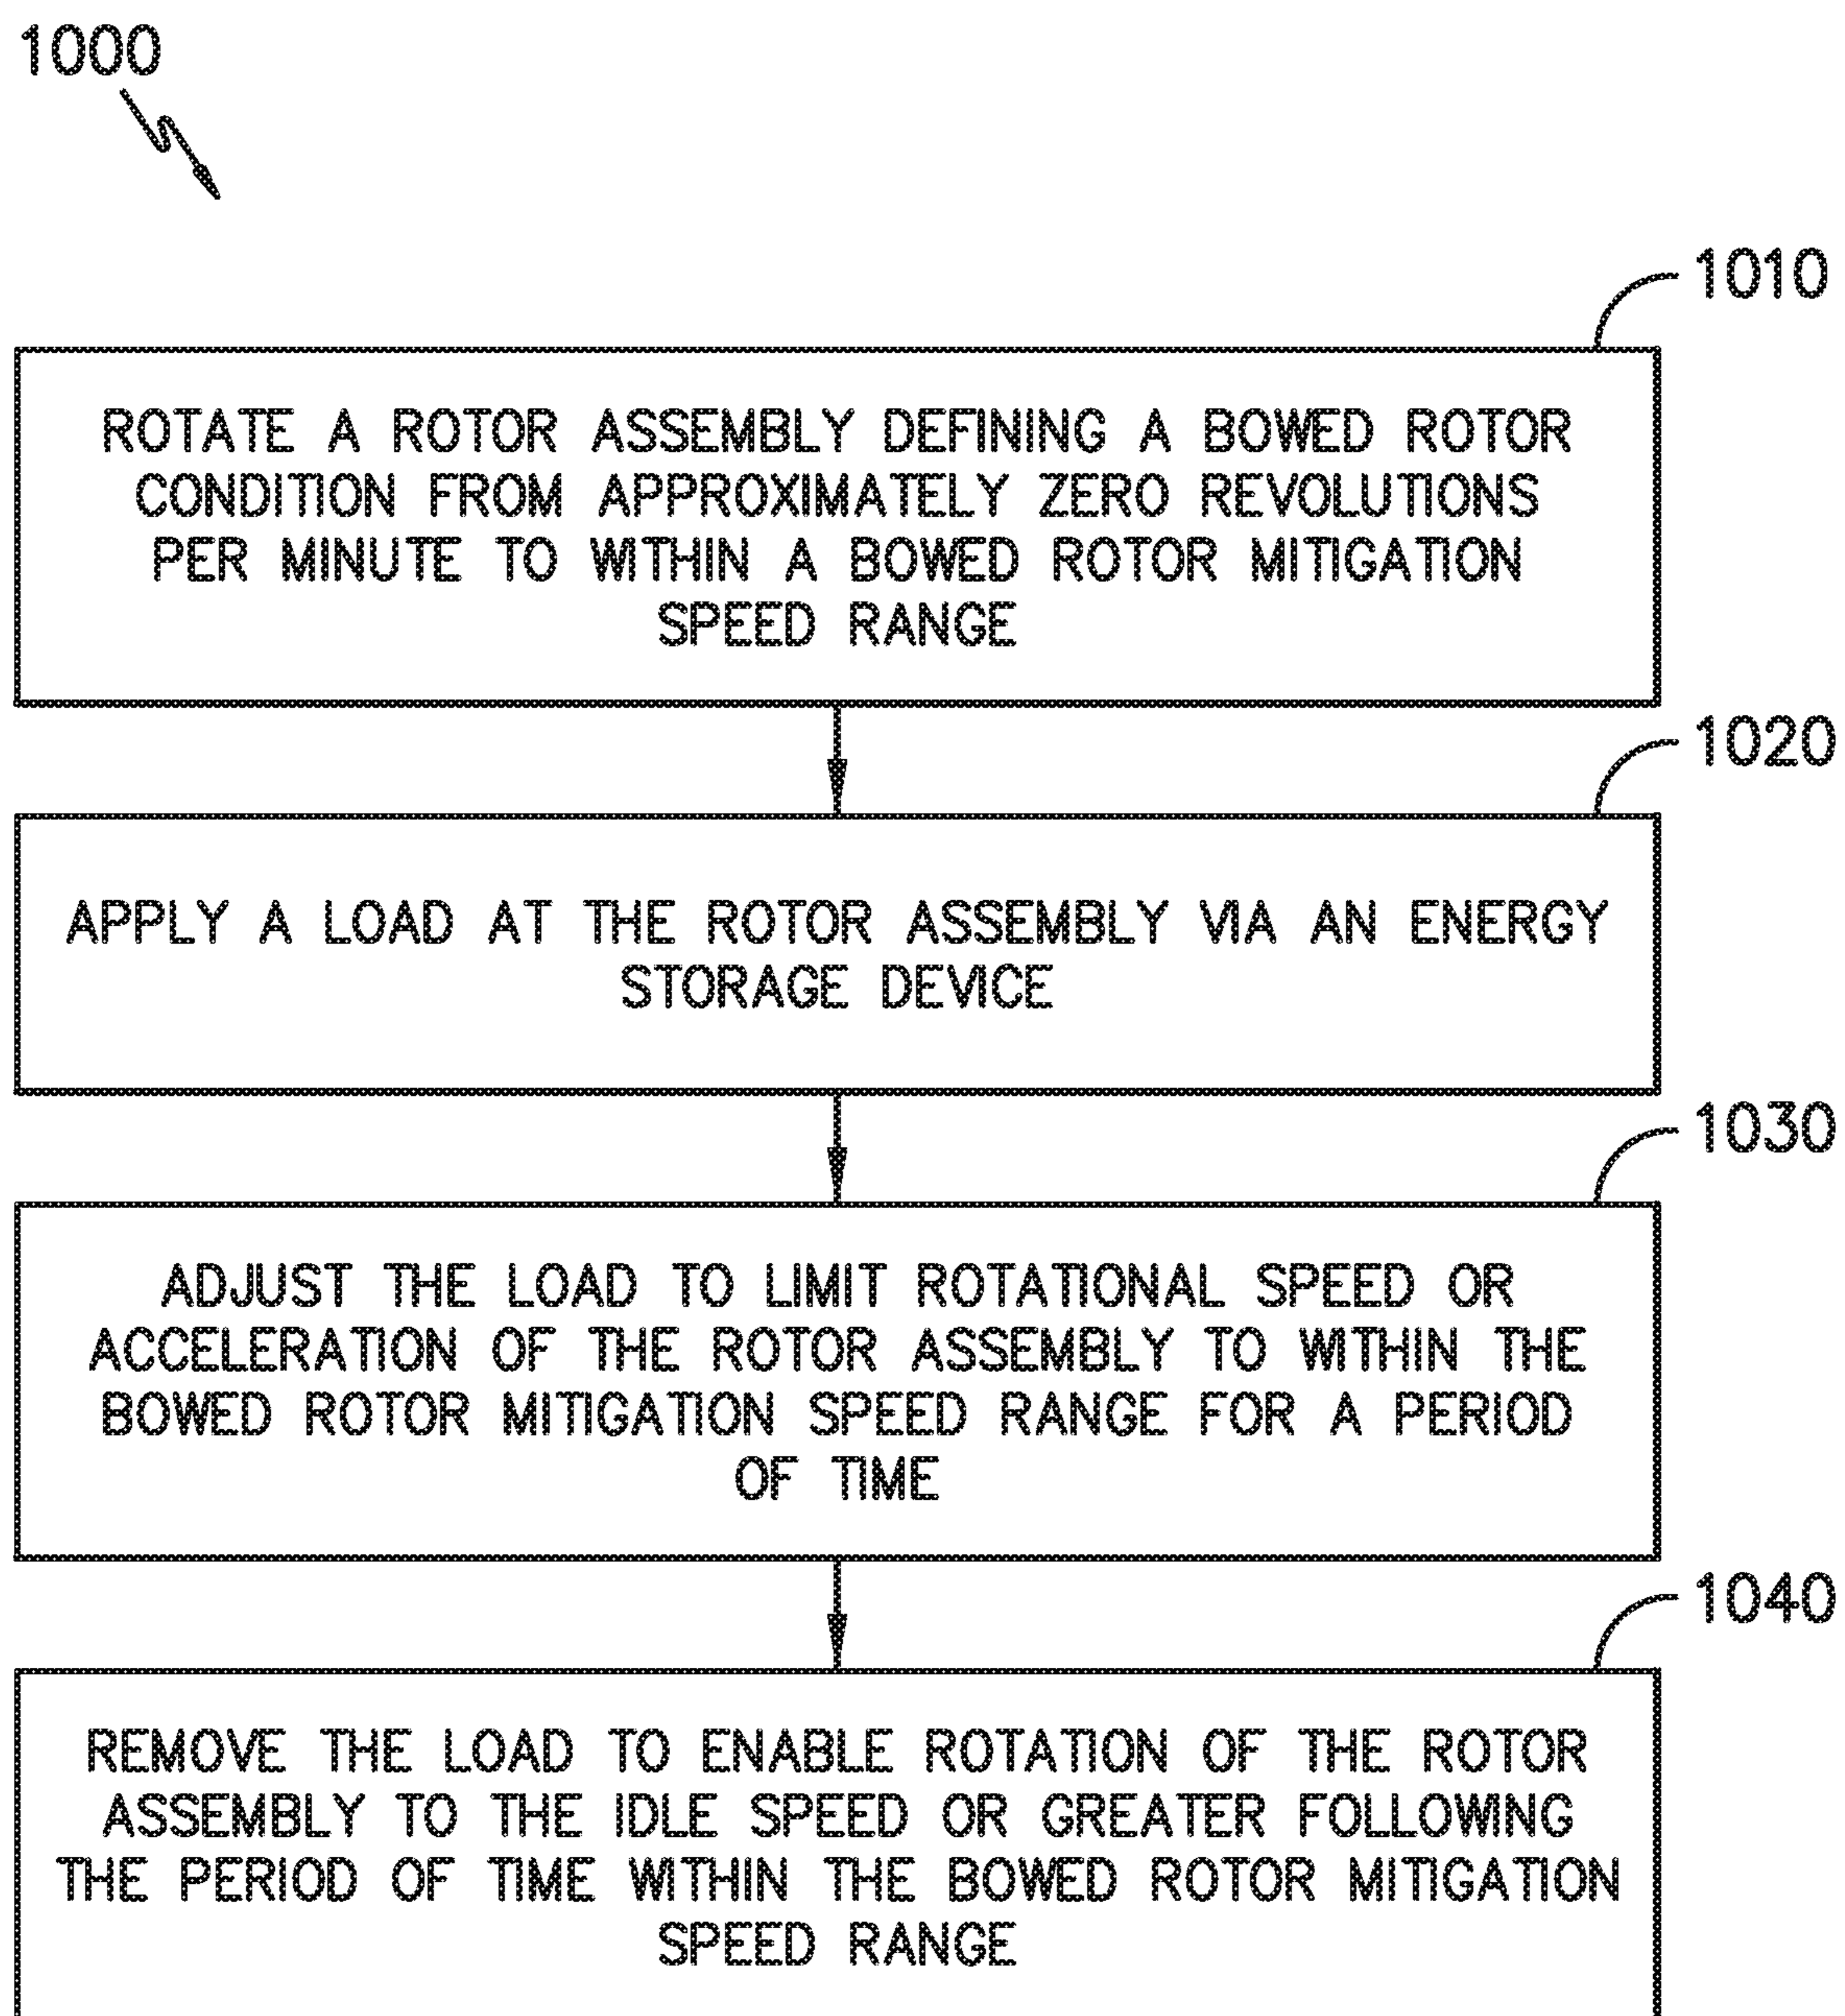 1000
1010
ROTATE A ROTOR ASSEMBLY DEFINING A BOWED ROTOR
CONDITION FROM APPROXIMATELY ZERO REVOLUTIONS
PER MINUTE TO WITHIN A BOWED ROTOR MITIGATION
SPEED RANGE
1020
APPLY A LOAD AT THE ROTOR ASSEMBLY VIA AN ENERGY
STORAGE DEVICE
1030
ADJUST THE LOAD TO LIMIT ROTATIONAL SPEED OR
ACCELERATION OF THE ROTOR ASSEMBLY TO WITHIN THE
BOWED ROTOR MITIGATION SPEED RANGE FOR A PERIOD
OF TIME
1040
REMOVE THE LOAD TO ENABLE ROTATION OF THE ROTOR
ASSEMBLY TO THE IDLE SPEED OR GREATER FOLLOWING
THE PERIOD OF TIME WITHIN THE BOWED ROTOR MITIGATION
SPEED RANGE